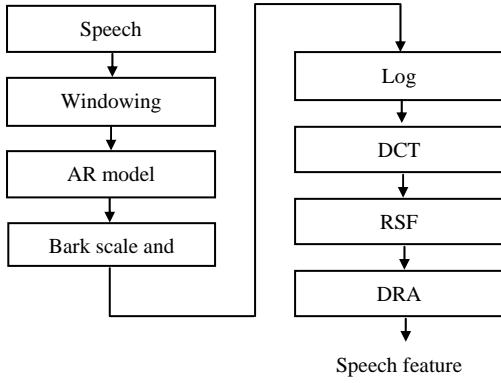 Speech
Windowing
AR model
Bark scale and
Log
DCT
RSF
DRA
Speech feature